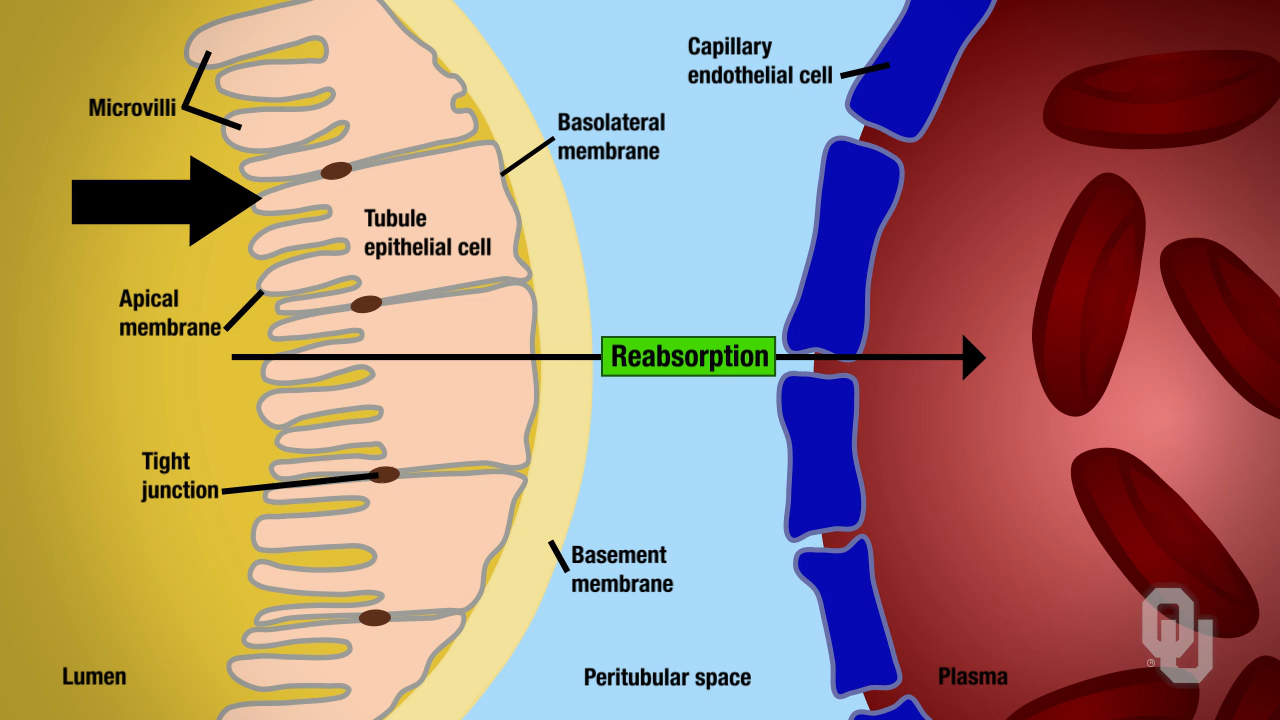 Capillary
endothelial cell
Microvilli
Basolateral
membrane
Tubule
epithelial cell
Apical
membrane
Reabsorption
Tight
junction
Basement
membrane
Lumen
Peritubular space
Plasma
OU
®